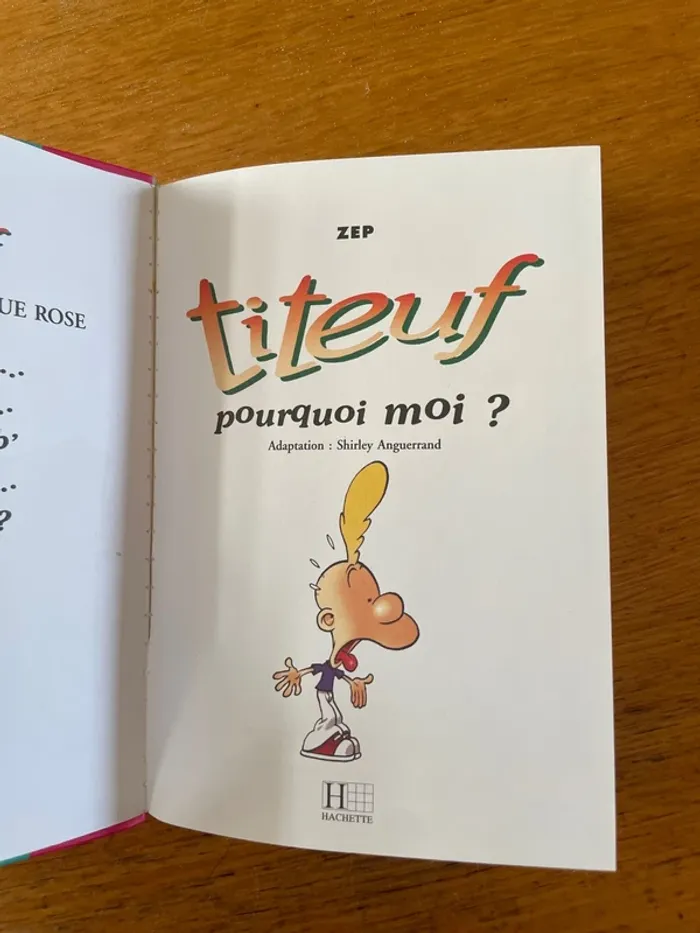 UE ROSE
...
..
?
ZEP
titeuf
pourquoi moi ?
Adaptation : Shirley Anguerrand
H
HACHETTE